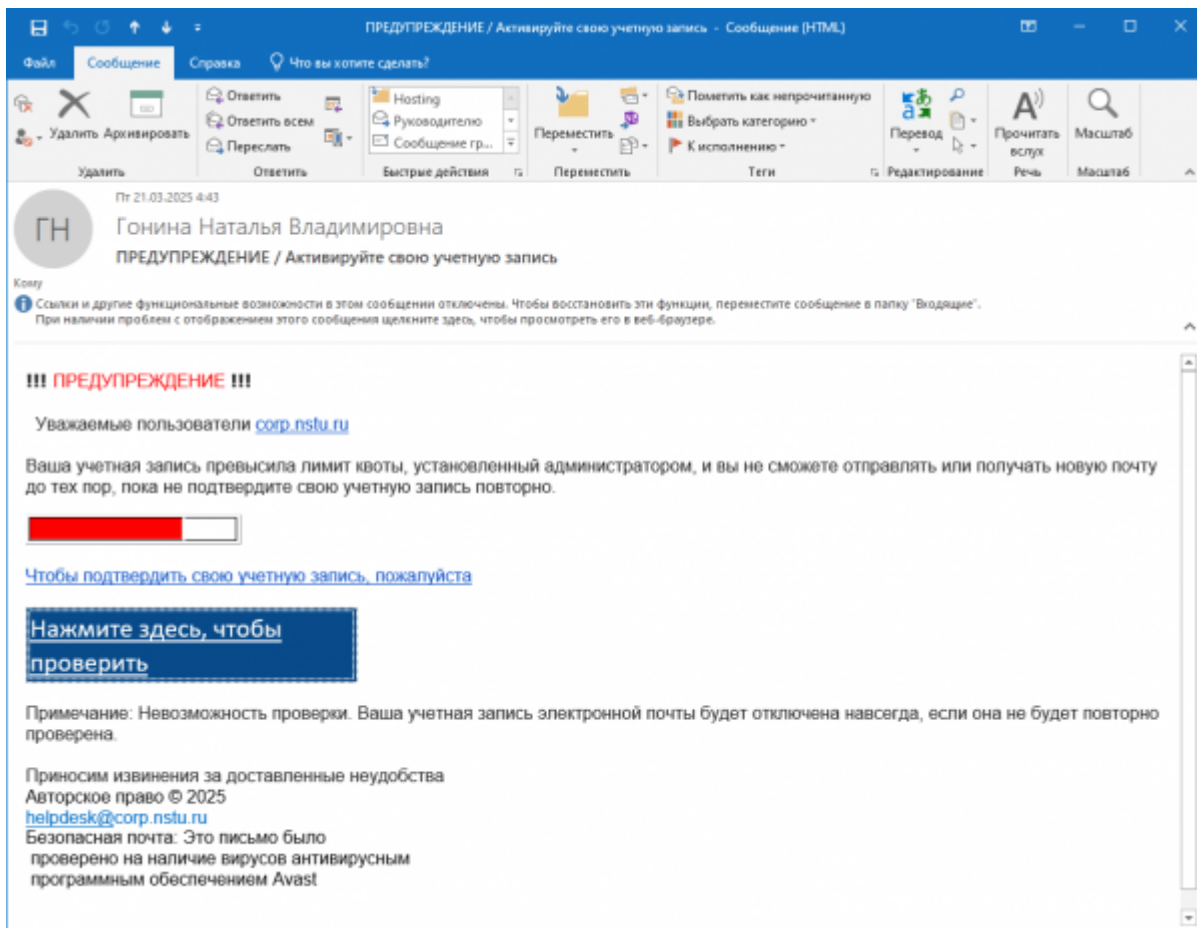 ПРЕДУПРЕЖДЕНИЕ / Активируйте свою учетную запись - Сообщение (HTML)
Файл Сообщение Справка Что вы хотите сделать?
Удалить Архивировать
Удалить
Ответить
Ответить всем
Переслать
Ответить
Hosting
Руководителю
Сообщение гр...
Быстрые действия
Переместить
Переместить
Пометить как непрочитанную
Выбрать категорию
К исполнению
Теги
Перевод
Редактирование
Прочитать
вслух
Речь
Масштаб
Масштаб
Пт 21.03.2025 4:43
ГН
Гонина Наталья Владимировна
ПРЕДУПРЕЖДЕНИЕ / Активируйте свою учетную запись
Кому
Ссылки и другие функциональные возможности в этом сообщении отключены. Чтобы восстановить эти функции, переместите сообщение в папку "Входящие".
При наличии проблем с отображением этого сообщения щелкните здесь, чтобы просмотреть его в веб-браузере.
!!! ПРЕДУПРЕЖДЕНИЕ !!!
Уважаемые пользователи corp.nstu.ru
Ваша учетная запись превысила лимит квоты, установленный администратором, и вы не сможете отправлять или получать новую почту
до тех пор, пока не подтвердите свою учетную запись повторно.
Чтобы подтвердить свою учетную запись, пожалуйста
Нажмите здесь, чтобы
проверить
Примечание: Невозможность проверки. Ваша учетная запись электронной почты будет отключена навсегда, если она не будет повторно
проверена.
Приносим извинения за доставленные неудобства
Авторское право © 2025
helpdesk@corp.nstu.ru
Безопасная почта: Это письмо было
проверено на наличие вирусов антивирусным
программным обеспечением Avast